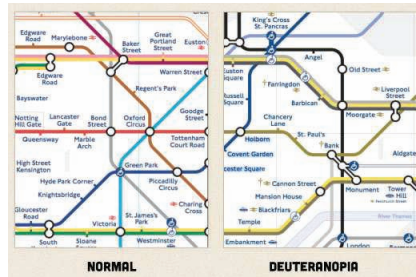 Edgware
Road
Marylebone
Baker
Street
Great
Portland
Street
Euston
Edgware
Road
Warren Street
Regent's Park
Bayswater
Notting
Hill Gate
Lancaster
Gate
Bond
Street
Oxford
Circus
Goodge
Street
Queensway
Marble
Arch
Tottenham
Court Road
High Street
Kensington
Green Park
Hyde Park Corner
Knightsbridge
Piccadilly
Circus
Gloucester
Road
Charing
Cross
Victoria
St. James's
Park
South
Sloane
Westminster
NORMAL
King's Cross
St. Pancras
Angel
Old Street
Euston
Square
Farringdon
Barbican
Liverpool
Street
Russell
Square
Moorgate
Chancery
Lane
Holborn
St. Paul's
Bank
Covent Garden
cester Square
Aldgate
Cannon Street
Mansion House
Monument
Tower
Hill
Blackfriars
Temple
Embankment
London
DEUTERANOPIA